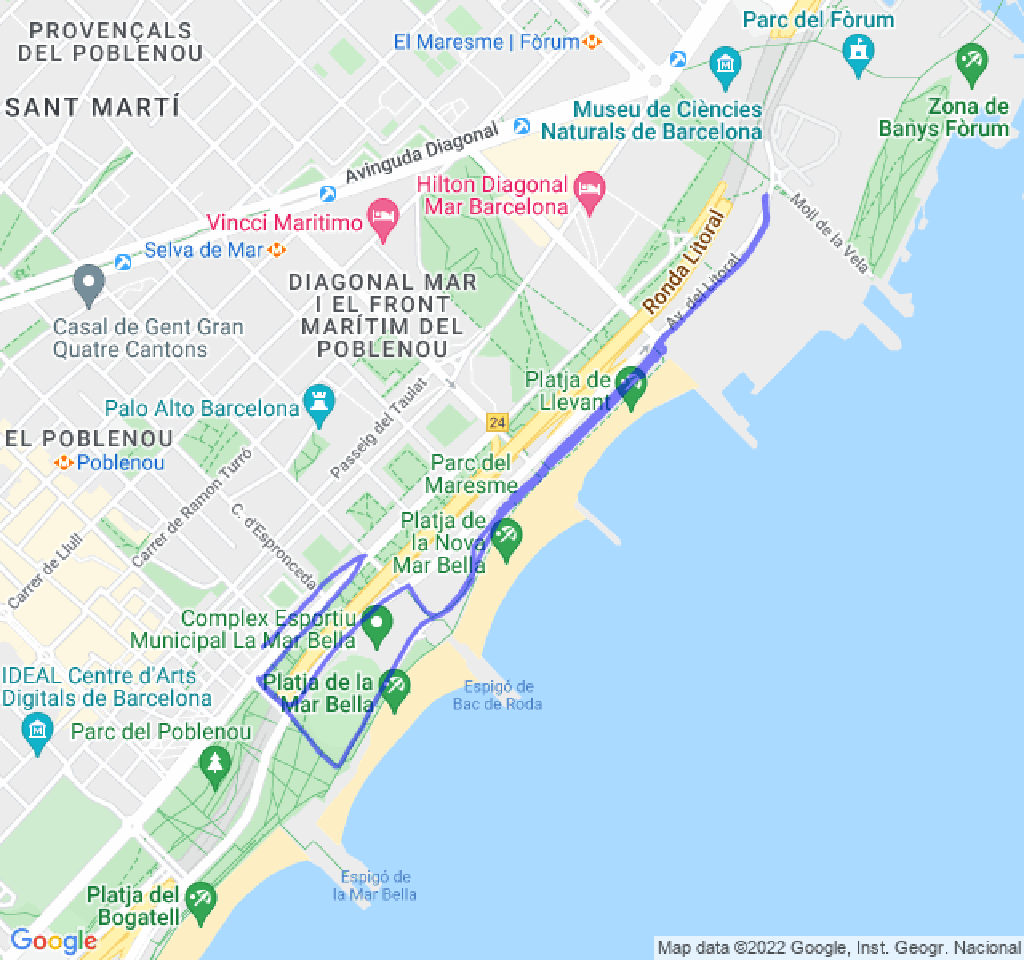 Parc del Fòrum
PROVENÇALS
DEL POBLENOU
El Maresme | Fòrum
SANT MARTÍ
Museu de Ciències
Naturals de Barcelona
Zona de
Banys Fòrum
Avinguda Diagonal
Hilton Diagonal
Mar Barcelona
Vincci Maritimo
Moll de la Vela
Selva de Mar
Ronda Litoral
Av. del Litoral
DIAGONAL MAR
I EL FRONT
MARÍTIM DEL
POBLENOU
Casal de Gent Gran
Quatre Cantons
Platja de
Llevant
Palo Alto Barcelona
Passeig del Taulat
24
EL POBLENOU
Poblenou
Parc del
Maresme
Carrer de Ramon Turró
C. d'Espronceda
Platja de
la Nova
Mar Bella
Carrer de Llull
Complex Esportiu
Municipal La Mar Bella
IDEAL Centre d'Arts
Digitals de Barcelona
Platja de la
Mar Bella
Espigó de
Bac de Roda
Parc del Poblenou
Espigó de
la Mar Bella
Platja del
Bogatell
Google
Map data ©2022 Google, Inst. Geogr. Nacional